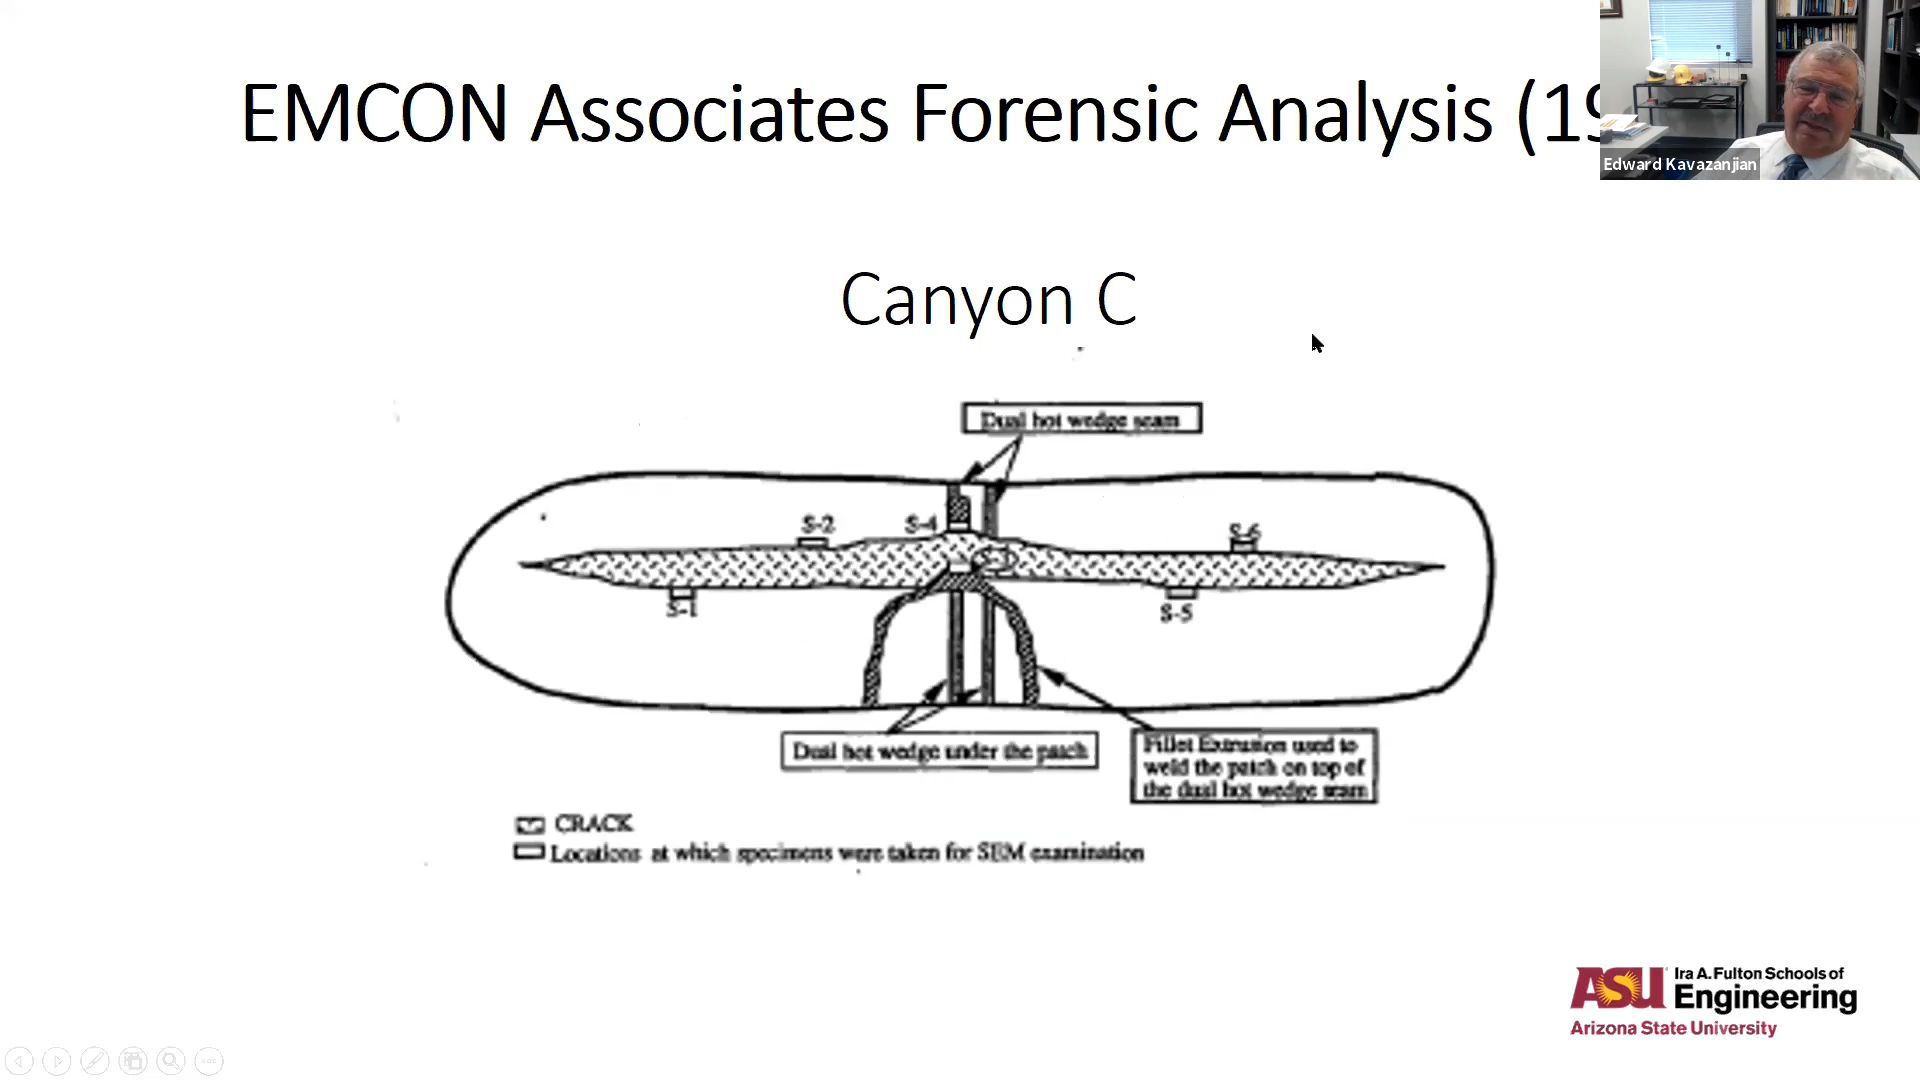 EMCON Associates Forensic Analysis (19
Edward Kavazanjian
Canyon C
Dual hot wedge seam
S-2
S-4
S-6
S-1
S-5
Dual hot wedge under the patch
Fillet Extrusion used to
weld the patch on top of
the dual hot wedge seam
CRACK
Locations at which specimens were taken for SEM examination
ASU Ira A. Fulton Schools of
Engineering
Arizona State University